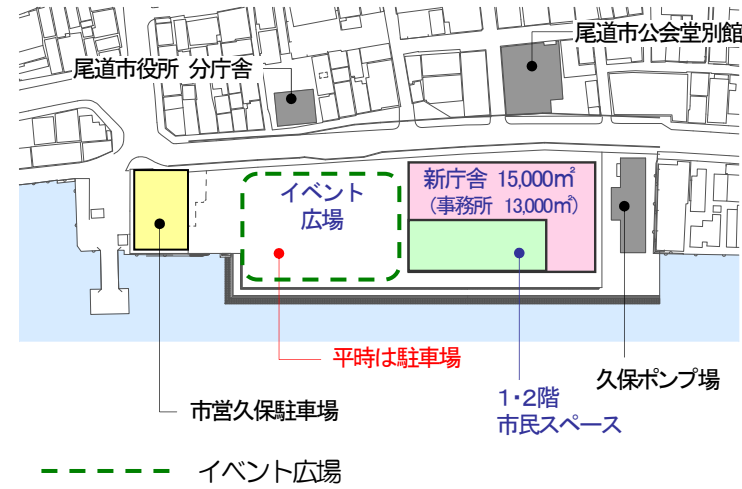 尾道市公会堂別館
尾道市役所 分庁舎
イベント
広場
新庁舎 15,000㎡
(事務所 13,000㎡)
平時は駐車場
久保ポンプ場
1・2階
市民スペース
市営久保駐車場
イベント広場